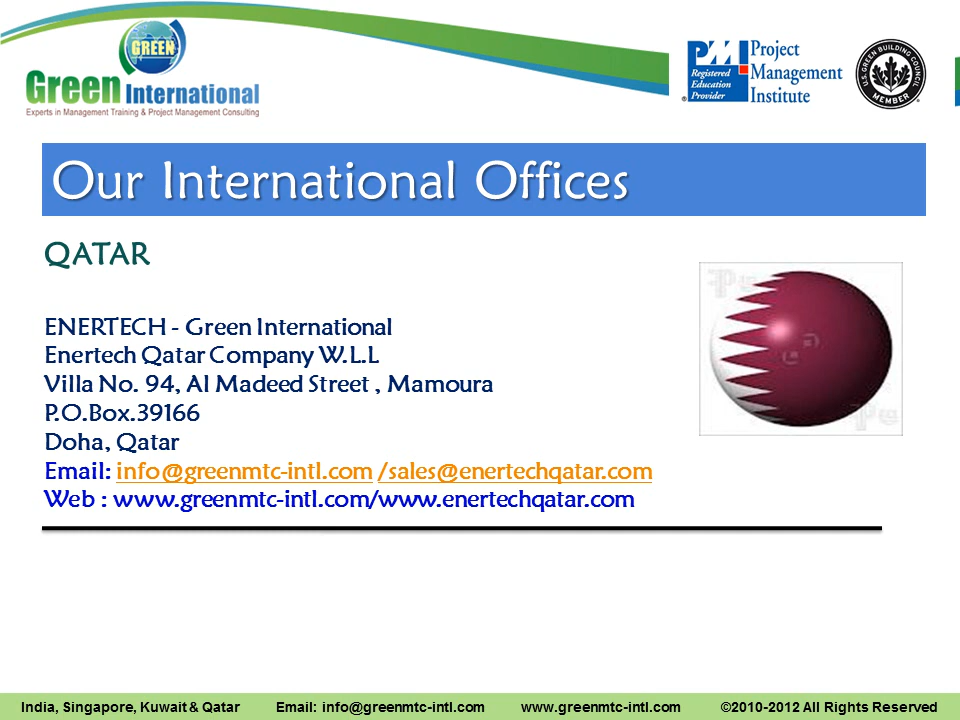 GREEN
Green International
Experts in Management Training & Project Management Consulting
PMI
Registered
Education
Provider
®
Project
Management
Institute
U.S. GREEN BUILDING COUNCIL
MEMBER
Our International Offices
QATAR
ENERTECH - Green International
Enertech Qatar Company W.L.L
Villa No. 94, Al Madeed Street , Mamoura
P.O.Box.39166
Doha, Qatar
Email: info@greenmtc-intl.com /sales@enertechqatar.com
Web : www.greenmtc-intl.com/www.enertechqatar.com
India, Singapore, Kuwait & Qatar Email: info@greenmtc-intl.com www.greenmtc-intl.com ©2010-2012 All Rights Reserved